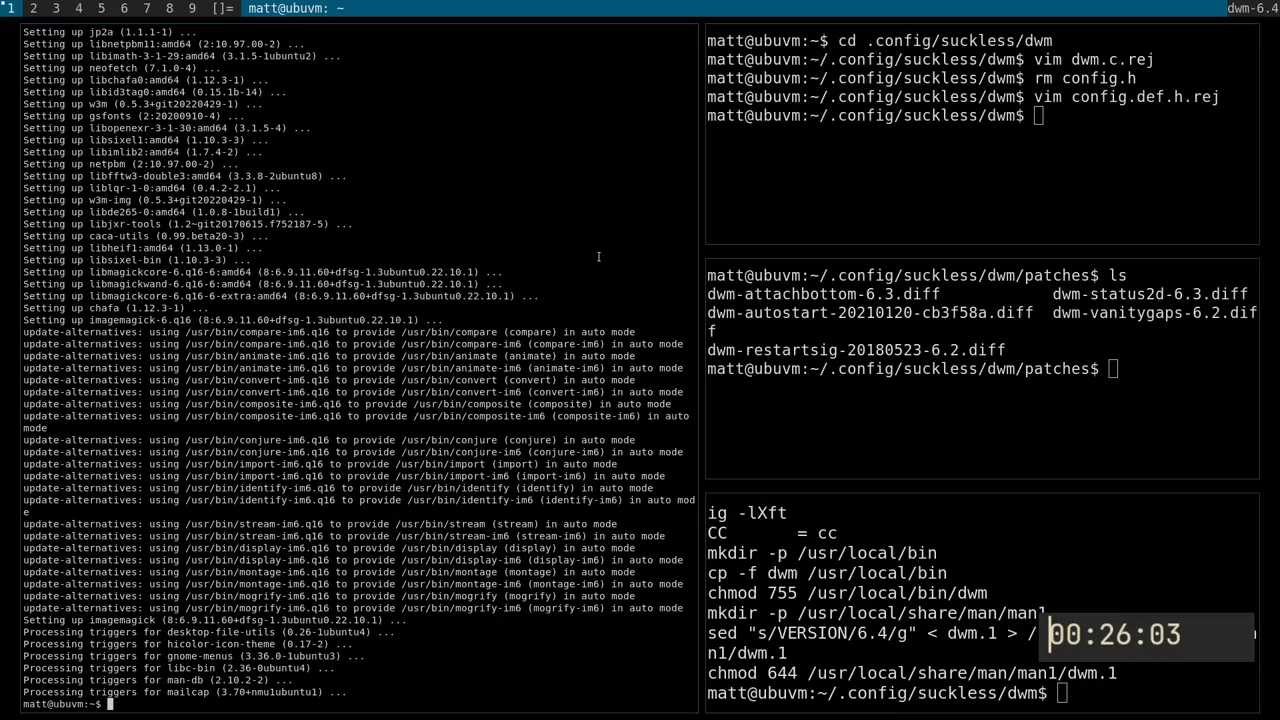 1 2 3 4 5 6 7 8 9 []= matt@ubuvm: ~ dwm-6.4
Setting up jp2a (1.1.1-1) ...
Setting up libnetpbm11:amd64 (2:10.97.00-2) ...
Setting up libimath-3-1-29:amd64 (3.1.5-1ubuntu2) ...
Setting up neofetch (7.1.0-4) ...
Setting up libchafa0:amd64 (1.12.3-1) ...
Setting up libid3tag0:amd64 (0.15.1b-14) ...
Setting up w3m (0.5.3+git20220429-1) ...
Setting up gsfonts (2:20200910-4) ...
Setting up libopenexr-3-1-30:amd64 (3.1.5-4) ...
Setting up libsixel1:amd64 (1.10.3-3) ...
Setting up libimlib2:amd64 (1.7.4-2) ...
Setting up netpbm (2:10.97.00-2) ...
Setting up libfftw3-double3:amd64 (3.3.8-2ubuntu8) ...
Setting up liblqr-1-0:amd64 (0.4.2-2.1) ...
Setting up w3m-img (0.5.3+git20220429-1) ...
Setting up libde265-0:amd64 (1.0.8-1build1) ...
Setting up libjxr-tools (1.2~git20170615.f752187-5) ...
Setting up caca-utils (0.99.beta20-3) ...
Setting up libheif1:amd64 (1.13.0-1) ...
Setting up libsixel-bin (1.10.3-3) ...
Setting up libmagickcore-6.q16-6:amd64 (8:6.9.11.60+dfsg-1.3ubuntu0.22.10.1) ...
Setting up libmagickwand-6.q16-6:amd64 (8:6.9.11.60+dfsg-1.3ubuntu0.22.10.1) ...
Setting up libmagickcore-6.q16-6-extra:amd64 (8:6.9.11.60+dfsg-1.3ubuntu0.22.10.1) ...
Setting up chafa (1.12.3-1) ...
Setting up imagemagick-6.q16 (8:6.9.11.60+dfsg-1.3ubuntu0.22.10.1) ...
update-alternatives: using /usr/bin/compare-im6.q16 to provide /usr/bin/compare (compare) in auto mode
update-alternatives: using /usr/bin/compare-im6.q16 to provide /usr/bin/compare-im6 (compare-im6) in auto mode
update-alternatives: using /usr/bin/animate-im6.q16 to provide /usr/bin/animate (animate) in auto mode
update-alternatives: using /usr/bin/animate-im6.q16 to provide /usr/bin/animate-im6 (animate-im6) in auto mode
update-alternatives: using /usr/bin/convert-im6.q16 to provide /usr/bin/convert (convert) in auto mode
update-alternatives: using /usr/bin/convert-im6.q16 to provide /usr/bin/convert-im6 (convert-im6) in auto mode
update-alternatives: using /usr/bin/composite-im6.q16 to provide /usr/bin/composite (composite) in auto mode
update-alternatives: using /usr/bin/composite-im6.q16 to provide /usr/bin/composite-im6 (composite-im6) in auto
mode
update-alternatives: using /usr/bin/conjure-im6.q16 to provide /usr/bin/conjure (conjure) in auto mode
update-alternatives: using /usr/bin/conjure-im6.q16 to provide /usr/bin/conjure-im6 (conjure-im6) in auto mode
update-alternatives: using /usr/bin/import-im6.q16 to provide /usr/bin/import (import) in auto mode
update-alternatives: using /usr/bin/import-im6.q16 to provide /usr/bin/import-im6 (import-im6) in auto mode
update-alternatives: using /usr/bin/identify-im6.q16 to provide /usr/bin/identify (identify) in auto mode
update-alternatives: using /usr/bin/identify-im6.q16 to provide /usr/bin/identify-im6 (identify-im6) in auto mod
e
update-alternatives: using /usr/bin/stream-im6.q16 to provide /usr/bin/stream (stream) in auto mode
update-alternatives: using /usr/bin/stream-im6.q16 to provide /usr/bin/stream-im6 (stream-im6) in auto mode
update-alternatives: using /usr/bin/display-im6.q16 to provide /usr/bin/display (display) in auto mode
update-alternatives: using /usr/bin/display-im6.q16 to provide /usr/bin/display-im6 (display-im6) in auto mode
update-alternatives: using /usr/bin/montage-im6.q16 to provide /usr/bin/montage (montage) in auto mode
update-alternatives: using /usr/bin/montage-im6.q16 to provide /usr/bin/montage-im6 (montage-im6) in auto mode
update-alternatives: using /usr/bin/mogrify-im6.q16 to provide /usr/bin/mogrify (mogrify) in auto mode
update-alternatives: using /usr/bin/mogrify-im6.q16 to provide /usr/bin/mogrify-im6 (mogrify-im6) in auto mode
Setting up imagemagick (8:6.9.11.60+dfsg-1.3ubuntu0.22.10.1) ...
Processing triggers for desktop-file-utils (0.26-1ubuntu4) ...
Processing triggers for hicolor-icon-theme (0.17-2) ...
Processing triggers for gnome-menus (3.36.0-1ubuntu3) ...
Processing triggers for libc-bin (2.36-0ubuntu4) ...
Processing triggers for man-db (2.10.2-2) ...
Processing triggers for mailcap (3.70+nmu1ubuntu1) ...
matt@ubuvm:~$
matt@ubuvm:~$ cd .config/suckless/dwm
matt@ubuvm:~/.config/suckless/dwm$ vim dwm.c.rej
matt@ubuvm:~/.config/suckless/dwm$ rm config.h
matt@ubuvm:~/.config/suckless/dwm$ vim config.def.h.rej
matt@ubuvm:~/.config/suckless/dwm$
matt@ubuvm:~/.config/suckless/dwm/patches$ ls
dwm-attachbottom-6.3.diff dwm-status2d-6.3.diff
dwm-autostart-20210120-cb3f58a.diff dwm-vanitygaps-6.2.dif
f
dwm-restartsig-20180523-6.2.diff
matt@ubuvm:~/.config/suckless/dwm/patches$
ig -lXft
CC = cc
mkdir -p /usr/local/bin
cp -f dwm /usr/local/bin
chmod 755 /usr/local/bin/dwm
mkdir -p /usr/local/share/man/man1
sed "s/VERSION/6.4/g" < dwm.1 > /
n1/dwm.1
chmod 644 /usr/local/share/man/man1/dwm.1
matt@ubuvm:~/.config/suckless/dwm$
00:26:03